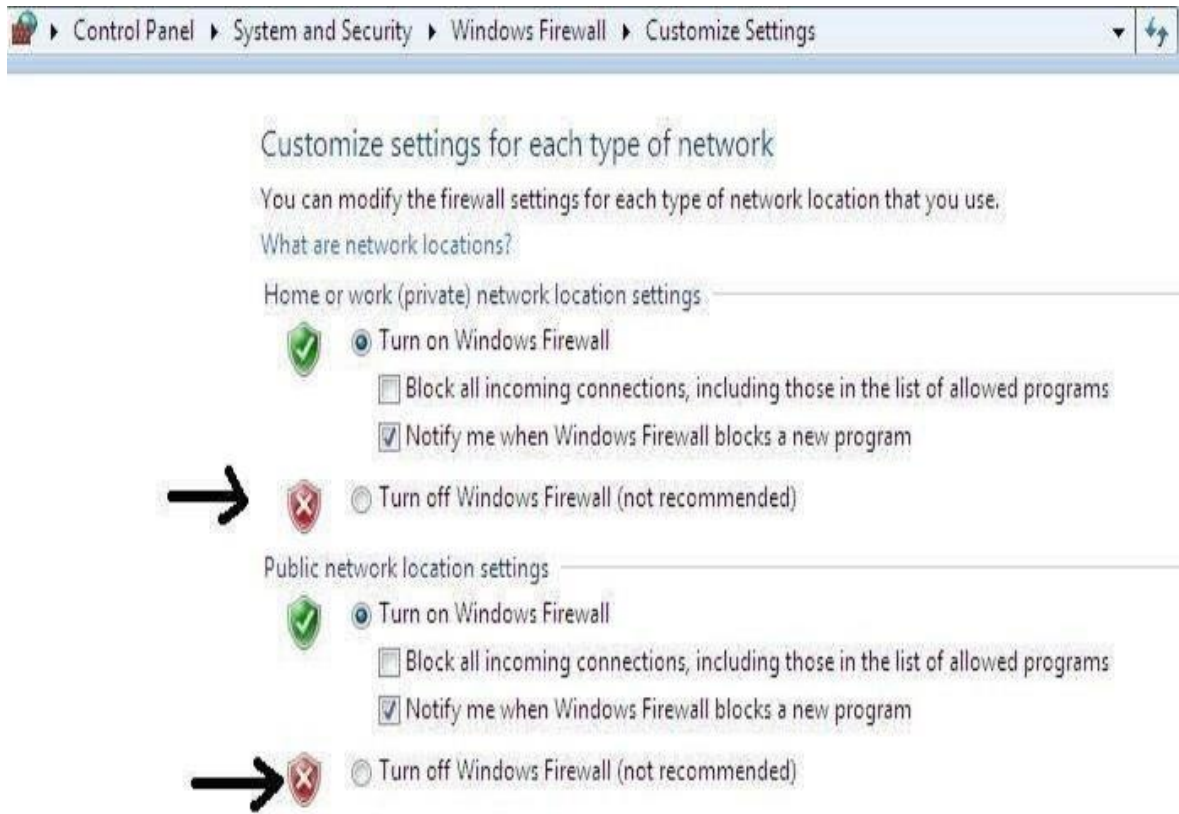 Control Panel System and Security Windows Firewall Customize Settings
Customize settings for each type of network
You can modify the firewall settings for each type of network location that you use.
What are network locations?
Home or work (private) network location settings
Turn on Windows Firewall
Block all incoming connections, including those in the list of allowed programs
Notify me when Windows Firewall blocks a new program
Turn off Windows Firewall (not recommended)
Public network location settings
Turn on Windows Firewall
Block all incoming connections, including those in the list of allowed programs
Notify me when Windows Firewall blocks a new program
Turn off Windows Firewall (not recommended)